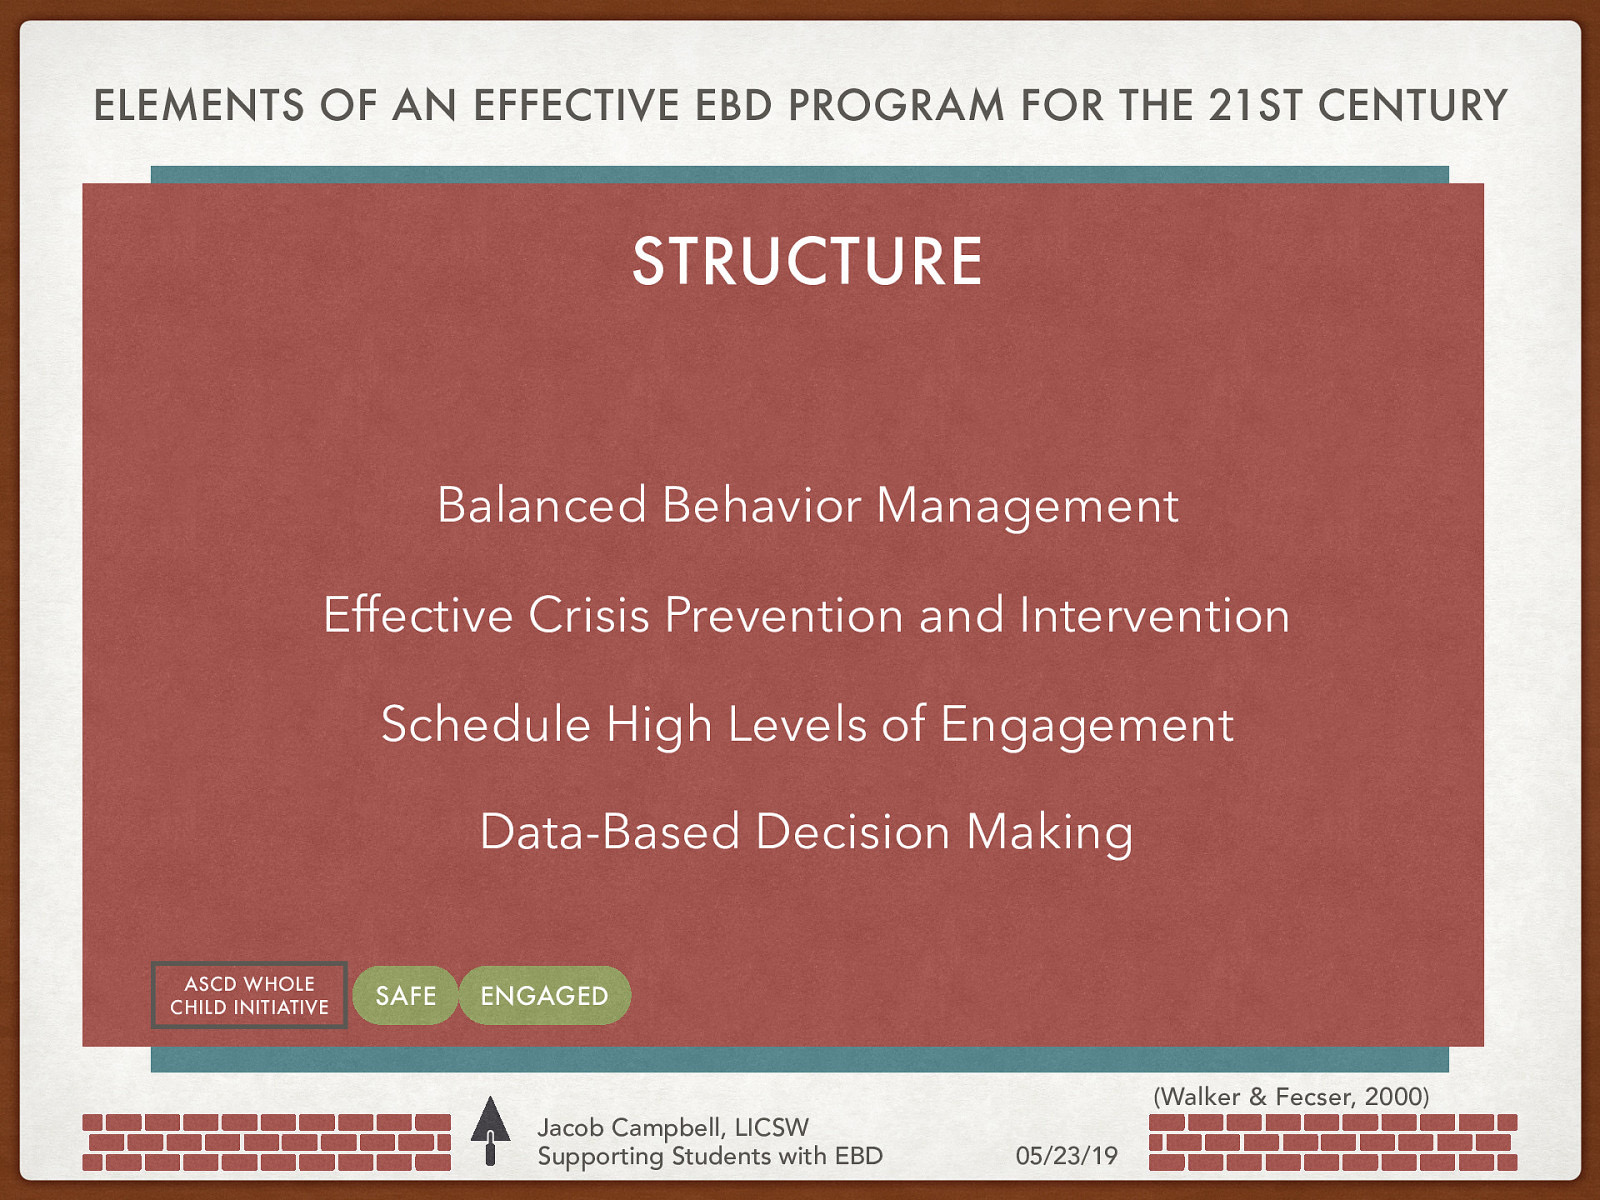 ELEMENTS OF AN EFFECTIVE EBD PROGRAM FOR THE 21ST CENTURY
STRUCTURE
Balanced Behavior Management
Effective Crisis Prevention and Intervention
Schedule High Levels of Engagement
Data-Based Decision Making
ASCD WHOLE
CHILD INITIATIVE
SAFE
ENGAGED
(Walker & Fecser, 2000)
Jacob Campbell, LICSW
Supporting Students with EBD
05/23/19